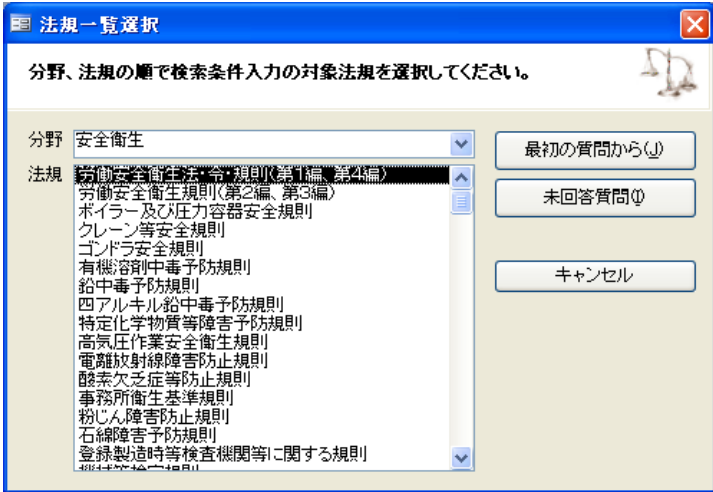 法規一覧選択
分野、法規の順で検索条件入力の対象法規を選択してください。
分野 安全衛生
最初の質問から(J)
法規 労働安全衛生法・令・規則(第1編、第4編)
労働安全衛生規則(第2編、第3編)
未回答質問(I)
ボイラー及び圧力容器安全規則
クレーン等安全規則
ゴンドラ安全規則
有機溶剤中毒予防規則
キャンセル
鉛中毒予防規則
四アルキル鉛中毒予防規則
特定化学物質等障害予防規則
高気圧作業安全衛生規則
電離放射線障害防止規則
酸素欠乏症等防止規則
事務所衛生基準規則
粉じん障害防止規則
石綿障害予防規則
登録製造時等検査機関等に関する規則
機械等検定規則